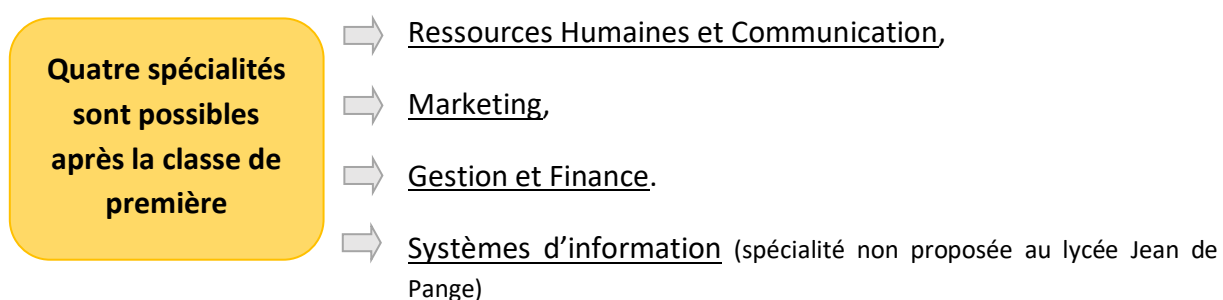 Quatre spécialités
sont possibles
après la classe de
première
Ressources Humaines et Communication,
Marketing,
Gestion et Finance.
Systèmes d’information (spécialité non proposée au lycée Jean de
Pange)